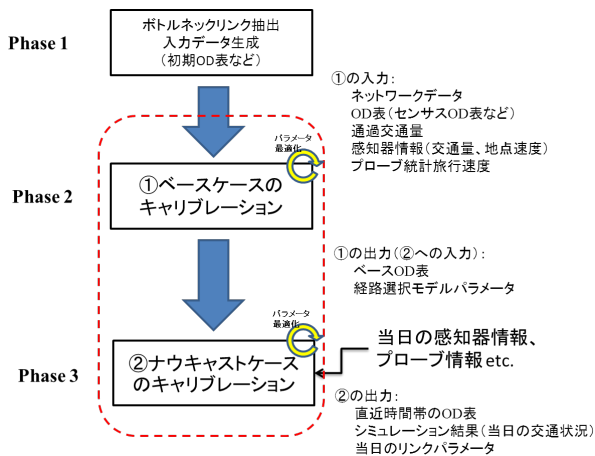 Phase 1
ボトルネックリンク抽出
入力データ生成
（初期OD表など）
①の入力：
ネットワークデータ
OD表（センサスOD表など）
通過交通量
感知器情報（交通量、地点速度）
プローブ統計旅行速度
パラメータ
最適化
Phase 2
①ベースケースの
キャリブレーション
①の出力（②への入力）：
ベースOD表
経路選択モデルパラメータ
パラメータ
最適化
Phase 3
②ナウキャストケース
のキャリブレーション
当日の感知器情報、
プローブ情報etc.
②の出力：
直近時間帯のOD表
シミュレーション結果（当日の交通状況）
当日のリンクパラメータ